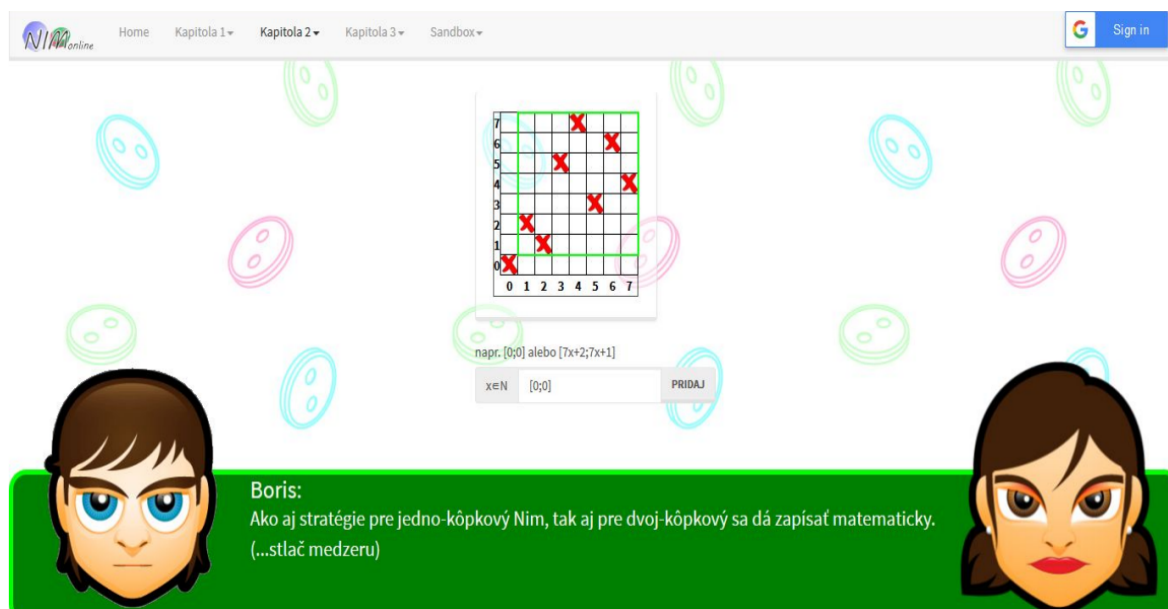 NIMonline
Home Kapitola 1 Kapitola 2 Kapitola 3 Sandbox
G Sign in
7
6
5
4
3
2
1
0
0 1 2 3 4 5 6 7
napr. [0;0] alebo [7x+2;7x+1]
x∈N [0;0] PRIDAJ
Boris:
Ako aj stratégie pre jedno-kôpkový Nim, tak aj pre dvoj-kôpkový sa dá zapísať matematicky.
(...stlač medzeru)